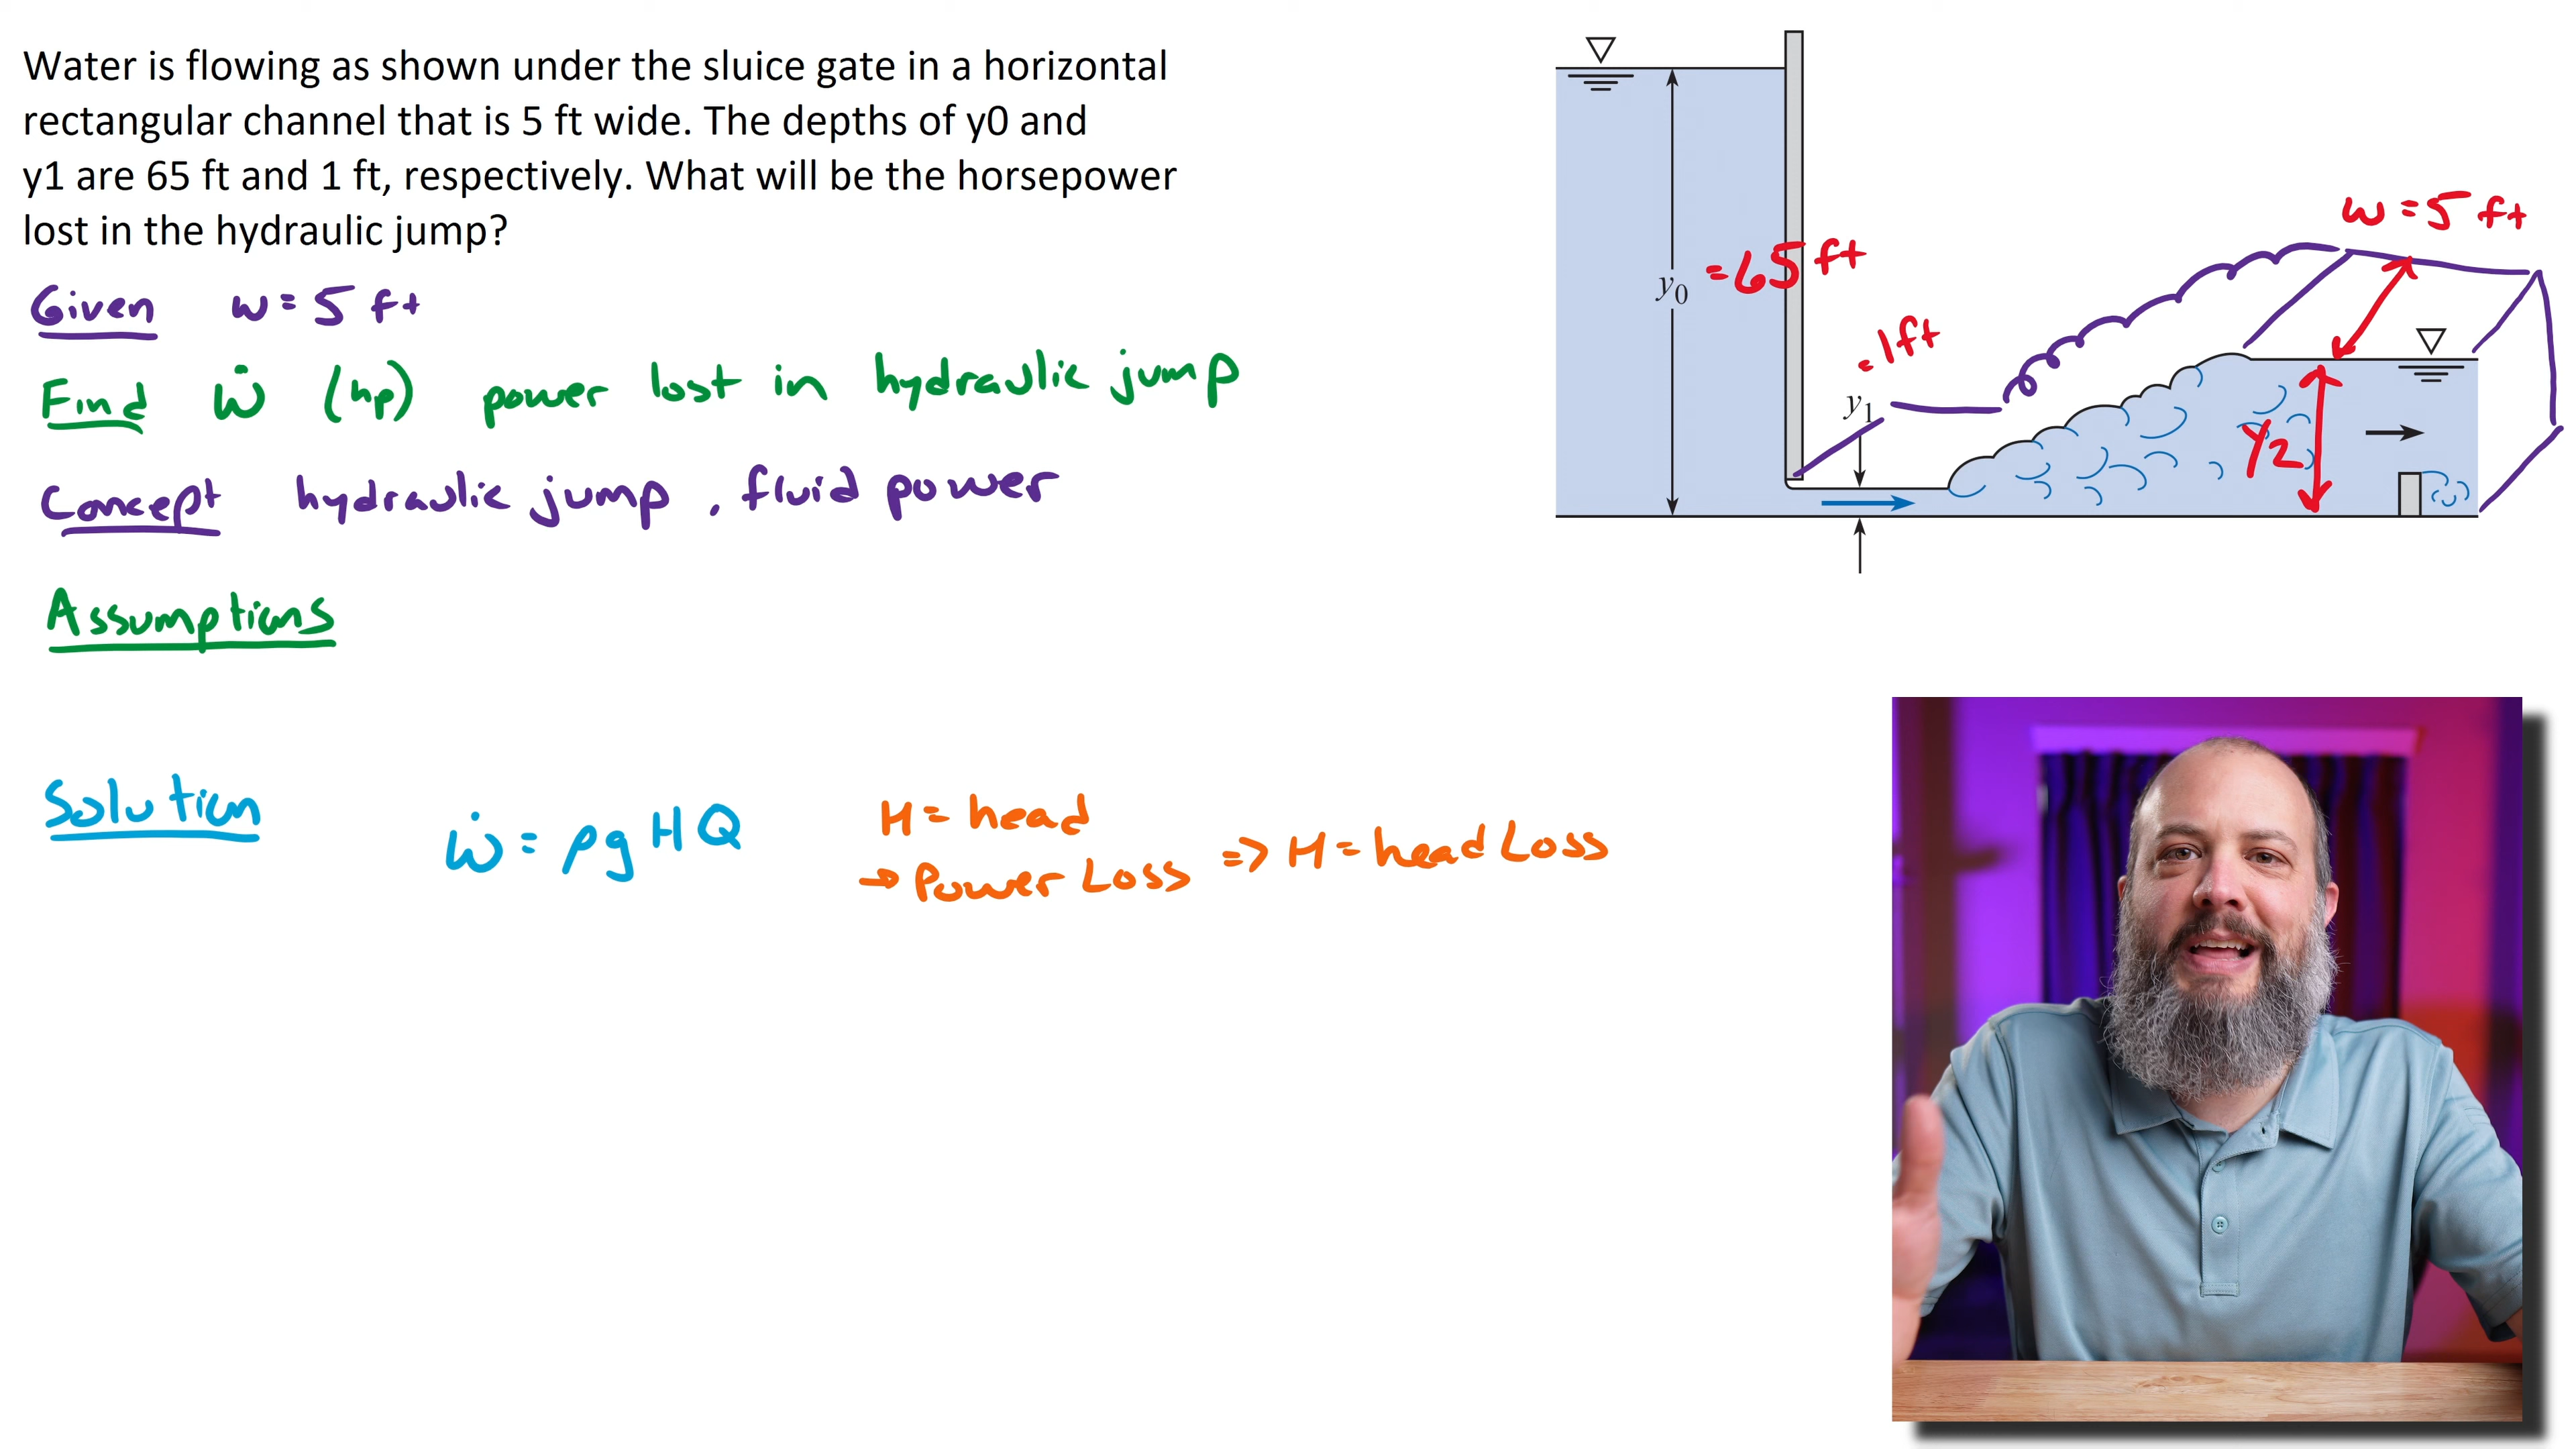 Water is flowing as shown under the sluice gate in a horizontal
rectangular channel that is 5 ft wide. The depths of y0 and
y1 are 65 ft and 1 ft, respectively. What will be the horsepower
lost in the hydraulic jump?
Given w = 5 ft
Find Ẇ (hp) power lost in hydraulic jump
Concept hydraulic jump, fluid power
Assumptions
Solution Ẇ = ρgHQ
H = head
→ Power Loss => H = head Loss
y0 = 65 ft
= 1ft
y1
w = 5 ft
y2